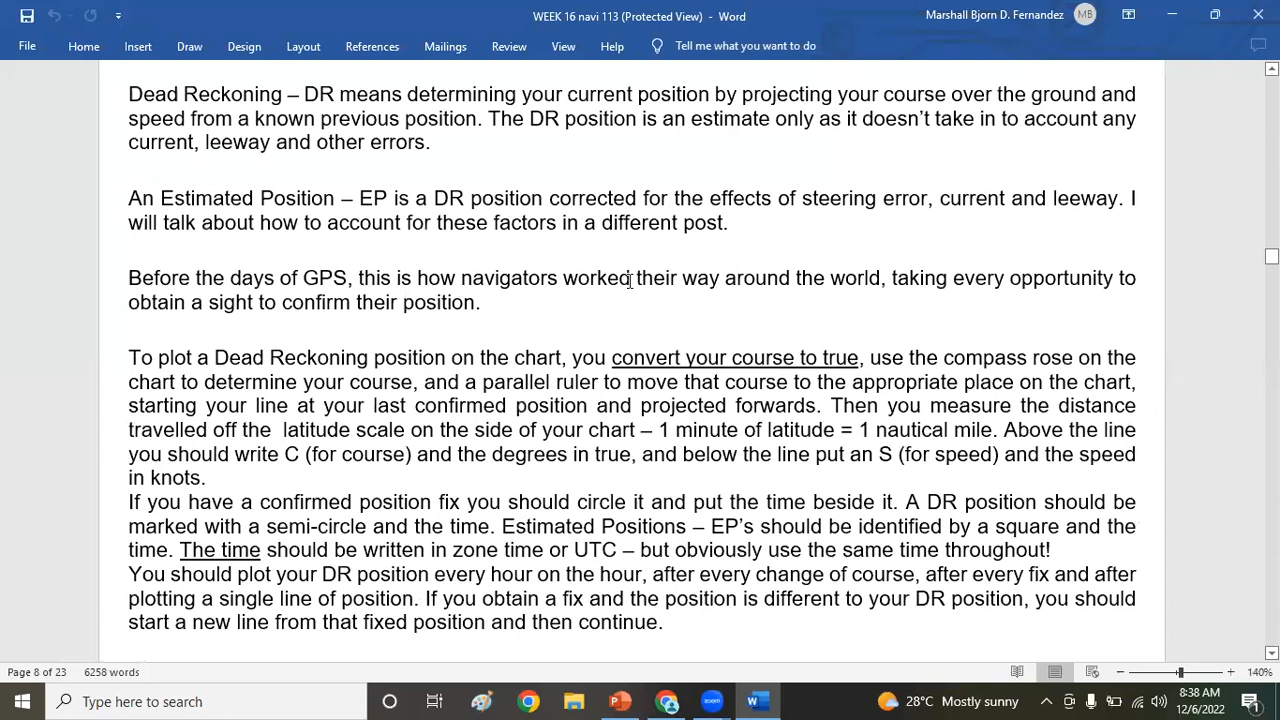 WEEK 16 navi 113 (Protected View) - Word
Marshall Bjorn D. Fernandez
MB
File
Home
Insert
Draw
Design
Layout
References
Mailings
Review
View
Help
Tell me what you want to do
Dead Reckoning – DR means determining your current position by projecting your course over the ground and
speed from a known previous position. The DR position is an estimate only as it doesn’t take in to account any
current, leeway and other errors.
An Estimated Position – EP is a DR position corrected for the effects of steering error, current and leeway. I
will talk about how to account for these factors in a different post.
Before the days of GPS, this is how navigators worked their way around the world, taking every opportunity to
obtain a sight to confirm their position.
To plot a Dead Reckoning position on the chart, you convert your course to true, use the compass rose on the
chart to determine your course, and a parallel ruler to move that course to the appropriate place on the chart,
starting your line at your last confirmed position and projected forwards. Then you measure the distance
travelled off the latitude scale on the side of your chart – 1 minute of latitude = 1 nautical mile. Above the line
you should write C (for course) and the degrees in true, and below the line put an S (for speed) and the speed
in knots.
If you have a confirmed position fix you should circle it and put the time beside it. A DR position should be
marked with a semi-circle and the time. Estimated Positions – EP’s should be identified by a square and the
time. The time should be written in zone time or UTC – but obviously use the same time throughout!
You should plot your DR position every hour on the hour, after every change of course, after every fix and after
plotting a single line of position. If you obtain a fix and the position is different to your DR position, you should
start a new line from that fixed position and then continue.
Page 8 of 23
6258 words
140%
Type here to search
28°C Mostly sunny
8:38 AM
12/6/2022
1